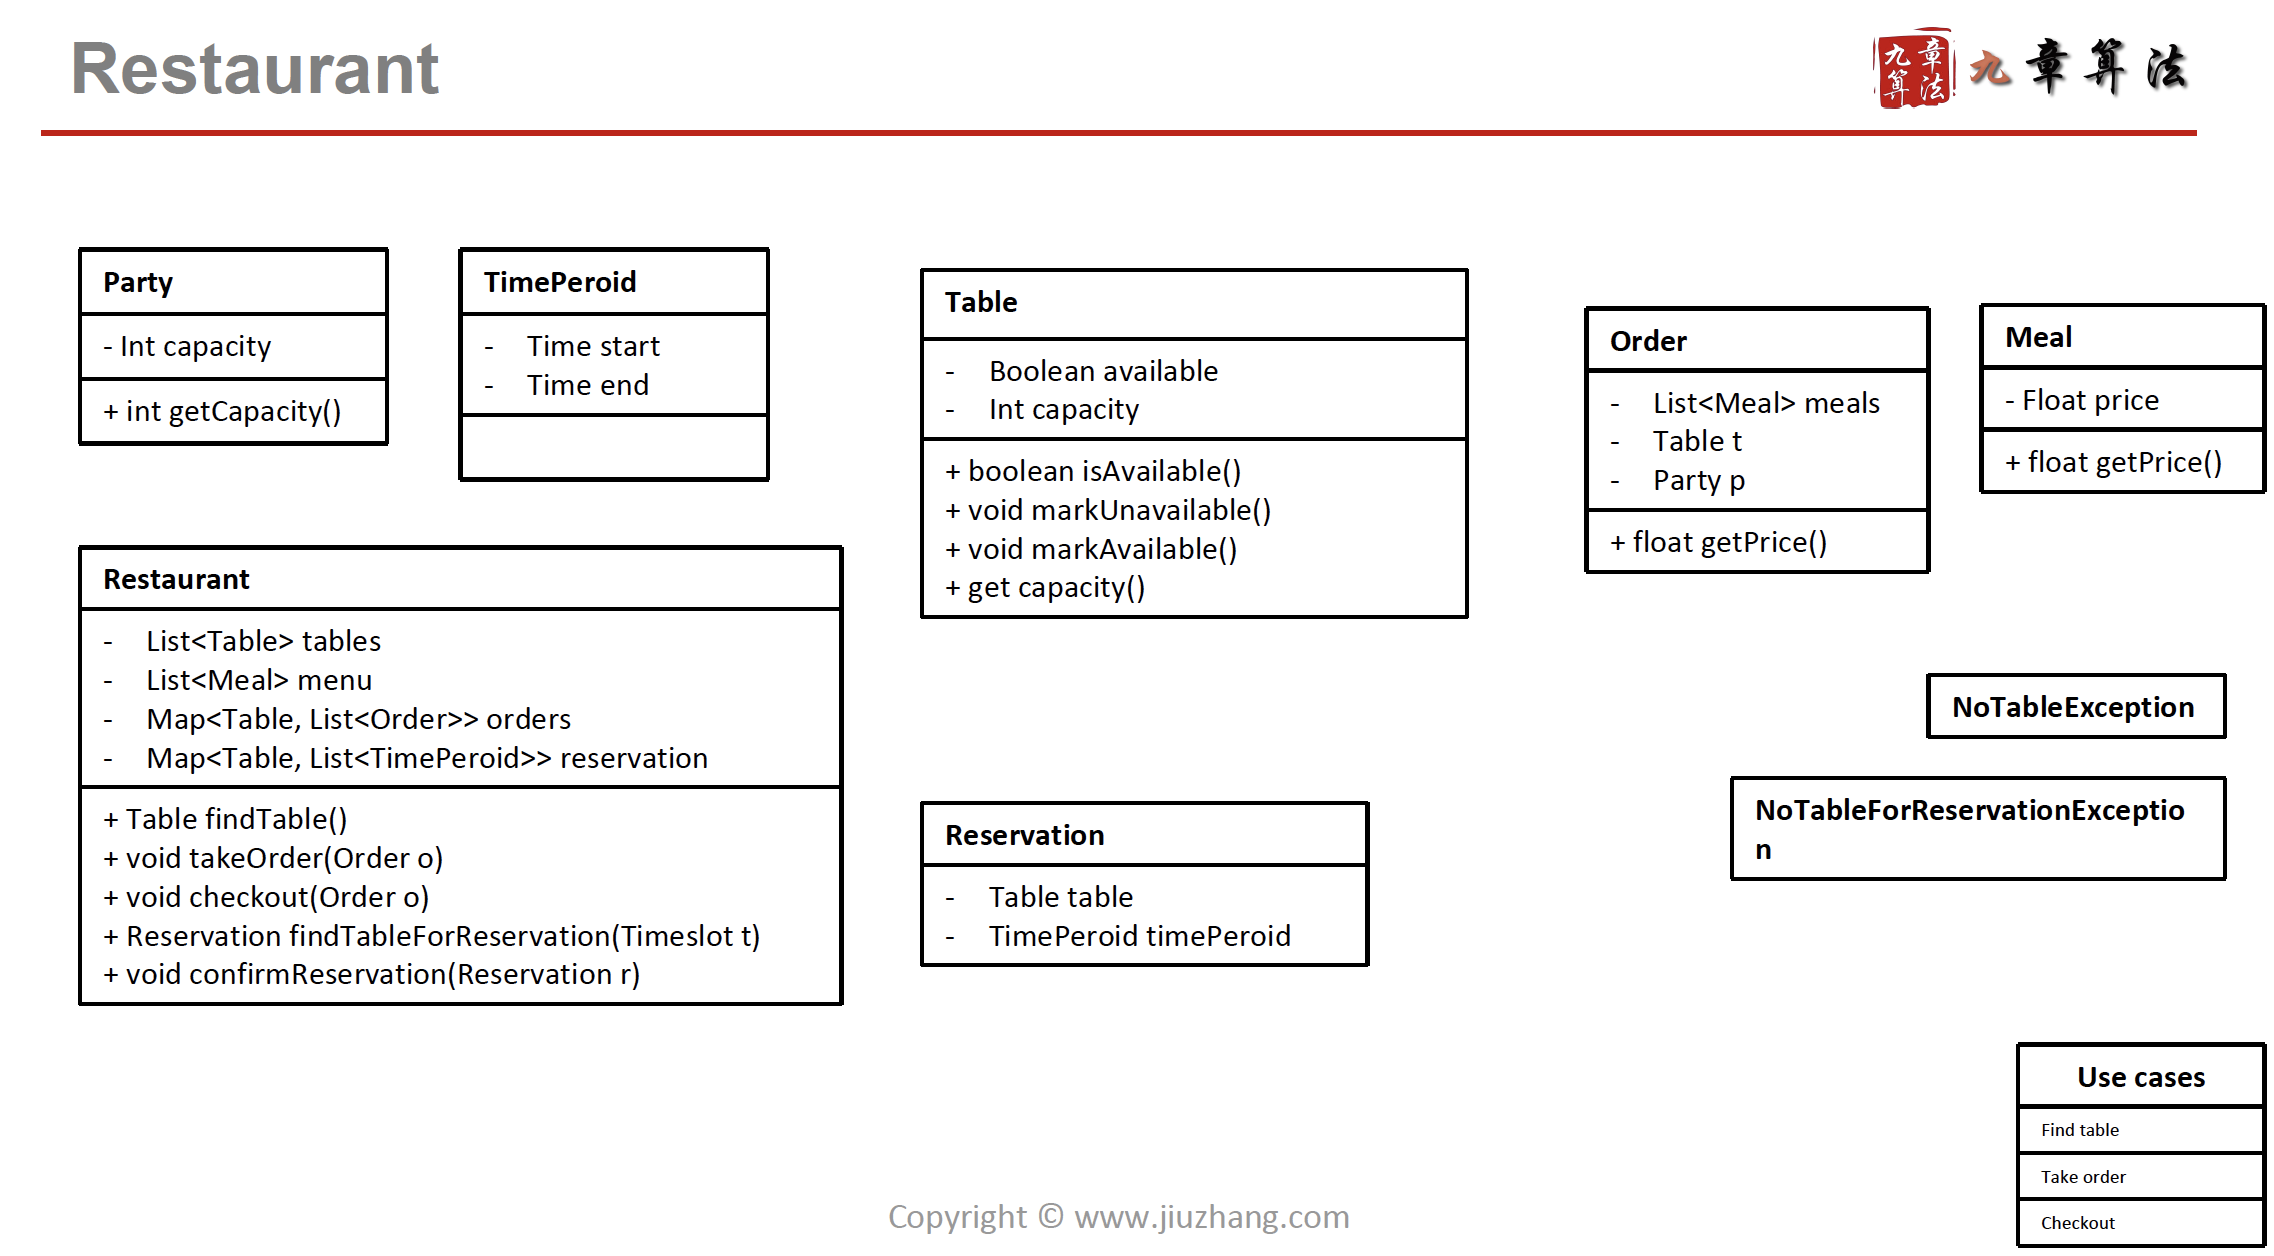 Restaurant
九章
算法
九章算法
Party
- Int capacity
+ int getCapacity()
TimePeroid
- Time start
- Time end
Table
- Boolean available
- Int capacity
+ boolean isAvailable()
+ void markUnavailable()
+ void markAvailable()
+ get capacity()
Order
- List<Meal> meals
- Table t
- Party p
+ float getPrice()
Meal
- Float price
+ float getPrice()
Restaurant
- List<Table> tables
- List<Meal> menu
- Map<Table, List<Order>> orders
- Map<Table, List<TimePeroid>> reservation
+ Table findTable()
+ void takeOrder(Order o)
+ void checkout(Order o)
+ Reservation findTableForReservation(Timeslot t)
+ void confirmReservation(Reservation r)
Reservation
- Table table
- TimePeroid timePeroid
NoTableException
NoTableForReservationExceptio
n
Use cases
Find table
Take order
Checkout
Copyright © www.jiuzhang.com